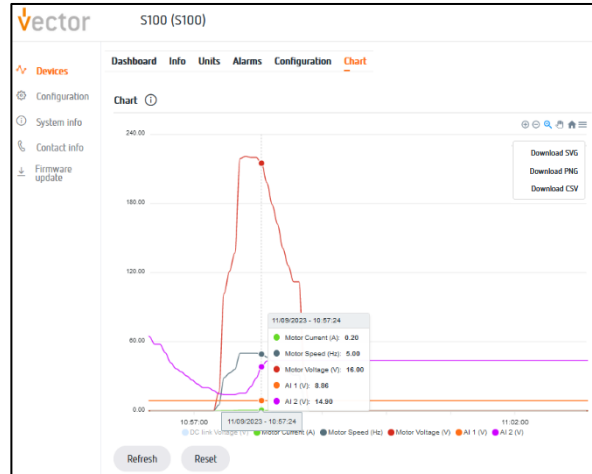 vector
S100 (S100)
Devices
Configuration
System info
Contact info
Firmware
update
Dashboard Info Units Alarms Configuration Chart
Chart
Download SVG
Download PNG
Download CSV
240.00
180.00
120.00
60.00
0.00
11/09/2023 - 10:57:24
Motor Current (A): 0.20
Motor Speed (Hz): 5.00
Motor Voltage (V): 16.00
AI 1 (V): 8.86
AI 2 (V): 14.90
10:57:00
11/09/2023 - 10:57:24
11:02:00
DC link Voltage (V) Motor Current (A) Motor Speed (Hz) Motor Voltage (V) AI 1 (V) AI 2 (V)
Refresh Reset